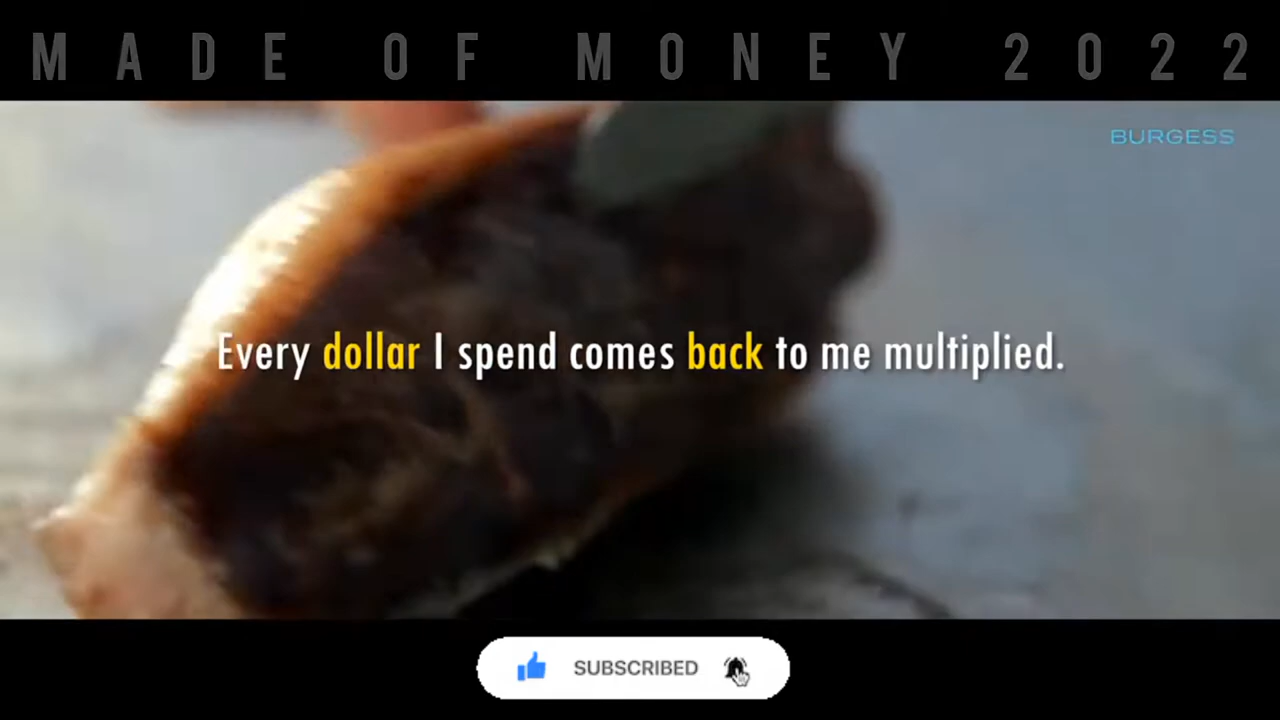 MADE OF MONEY 2022
BURGESS
Every dollar I spend comes back to me multiplied.
SUBSCRIBED